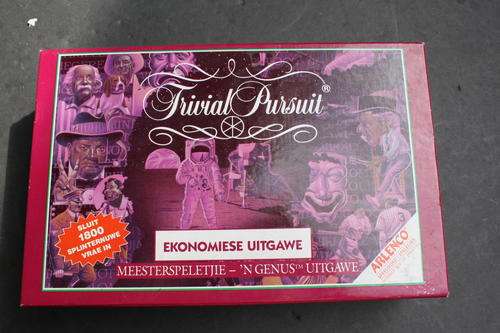 Trivial Pursuit®
SLUIT
1800
SPLINTERNUWE
VRAE IN
EKONOMIESE UITGAWE
MEESTERSPELETJIE – 'N GENUS™ UITGAWE
ARLENCO